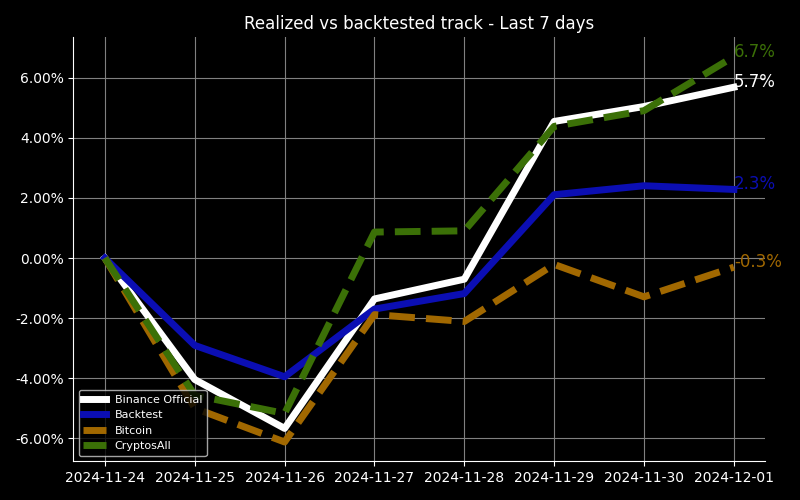 Realized vs backtested track - Last 7 days
6.7%
6.00%
5.7%
4.00%
2.00%
2.3%
0.00%
-0.3%
-2.00%
-4.00%
Binance Official
Backtest
Bitcoin
CryptosAll
-6.00%
2024-11-24 2024-11-25 2024-11-26 2024-11-27 2024-11-28 2024-11-29 2024-11-30 2024-12-01